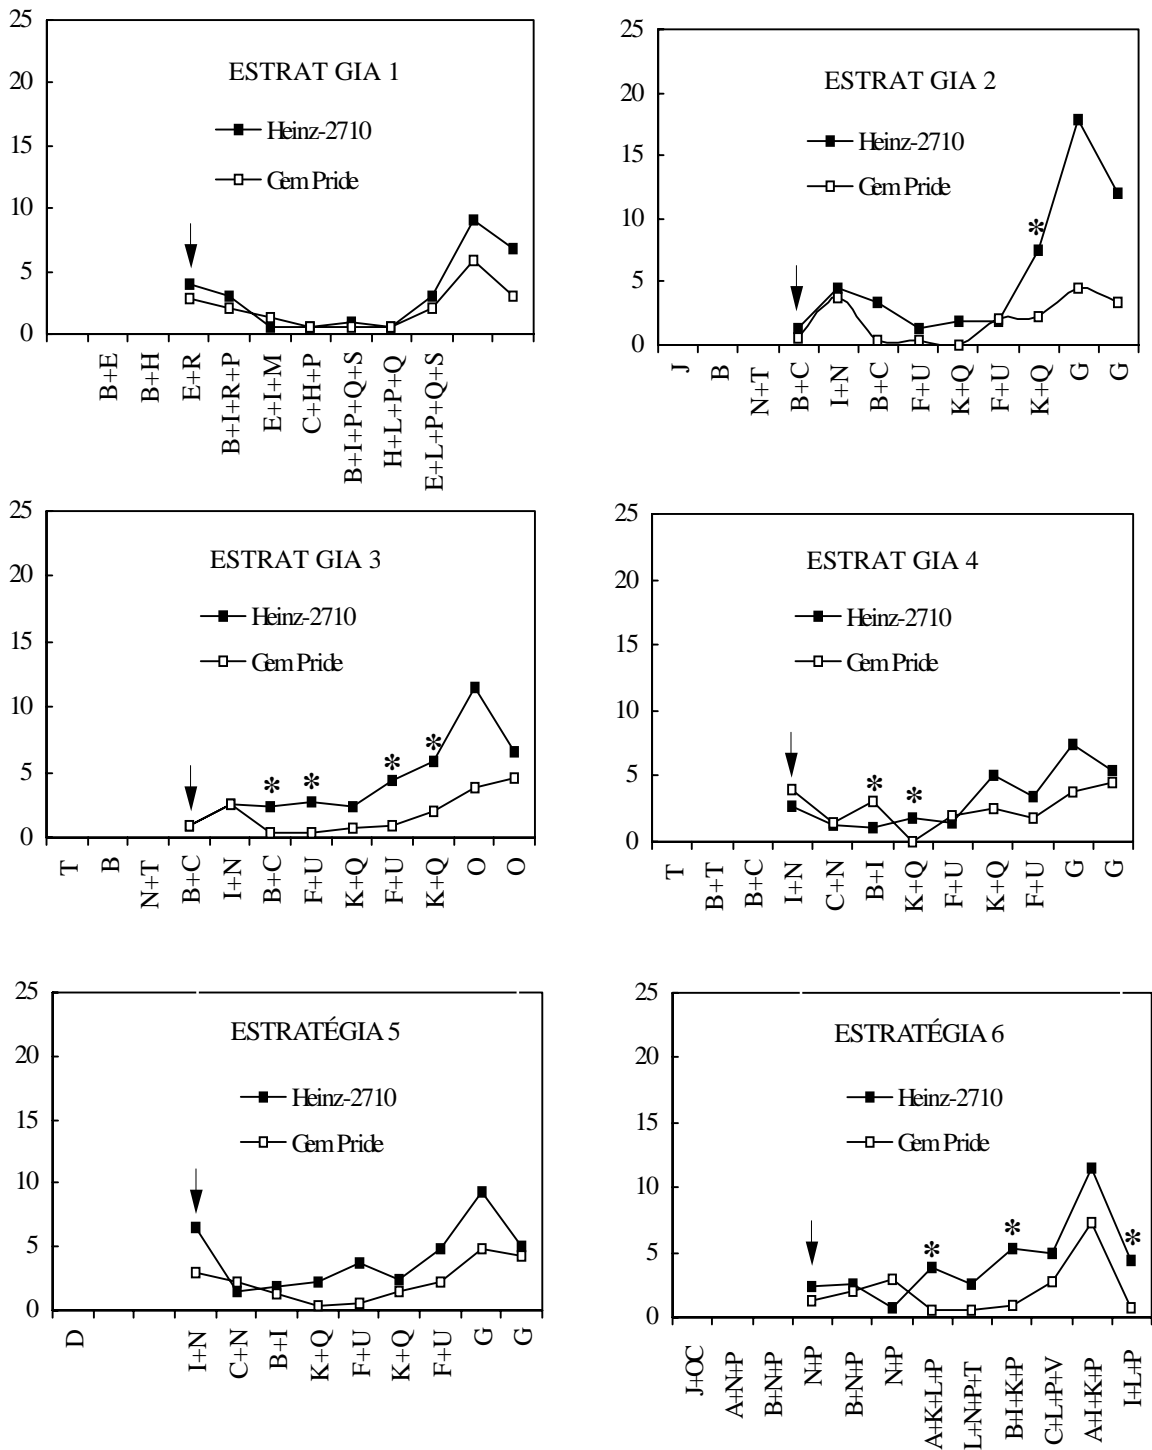 25
20
15
10
5
0
ESTRAT GIA 1
Heinz-2710
Gem Pride
B+E
B+H
E+R
B+I+R+P
E+I+M
C+H+P
B+I+P+Q+S
H+L+P+Q
E+L+P+Q+S
25
20
15
10
5
0
ESTRAT GIA 2
Heinz-2710
Gem Pride
*
J
B
N+T
B+C
I+N
B+C
F+U
K+Q
F+U
K+Q
G
G
25
20
15
10
5
0
ESTRAT GIA 3
Heinz-2710
Gem Pride
* * * *
T
B
N+T
B+C
I+N
B+C
F+U
K+Q
F+U
K+Q
O
O
25
20
15
10
5
0
ESTRAT GIA 4
Heinz-2710
Gem Pride
* *
T
B+T
B+C
I+N
C+N
B+I
K+Q
F+U
K+Q
F+U
G
G
25
20
15
10
5
0
ESTRATÉGIA 5
Heinz-2710
Gem Pride
D
I+N
C+N
B+I
K+Q
F+U
K+Q
F+U
G
G
25
20
15
10
5
0
ESTRATÉGIA 6
Heinz-2710
Gem Pride
* * *
J+OC
A+N+P
B+N+P
N+P
B+N+P
N+P
A+K+L+P
L+N+P+T
B+I+K+P
C+L+P+V
A+I+K+P
I+L+P